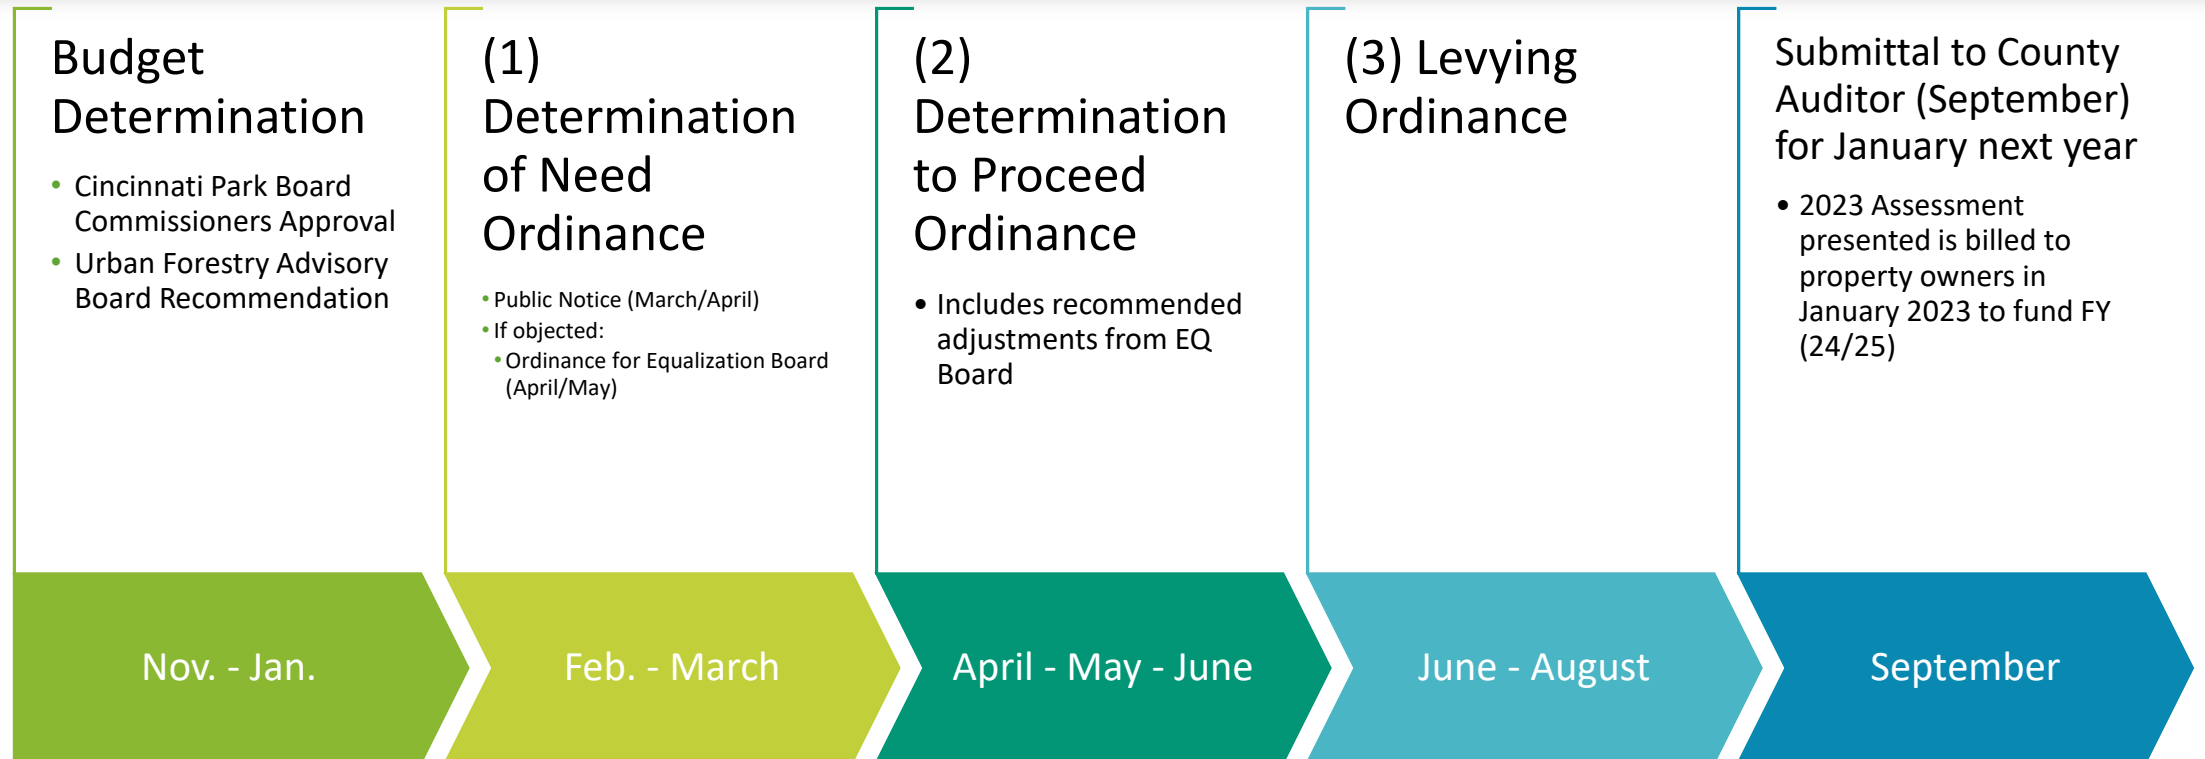 Budget
Determination
• Cincinnati Park Board
Commissioners Approval
• Urban Forestry Advisory
Board Recommendation
Nov. - Jan.
(1)
Determination
of Need
Ordinance
• Public Notice (March/April)
• If objected:
• Ordinance for Equalization Board
(April/May)
Feb. - March
(2)
Determination
to Proceed
Ordinance
• Includes recommended
adjustments from EQ
Board
April - May - June
(3) Levying
Ordinance
June - August
Submittal to County
Auditor (September)
for January next year
• 2023 Assessment
presented is billed to
property owners in
January 2023 to fund FY
(24/25)
September